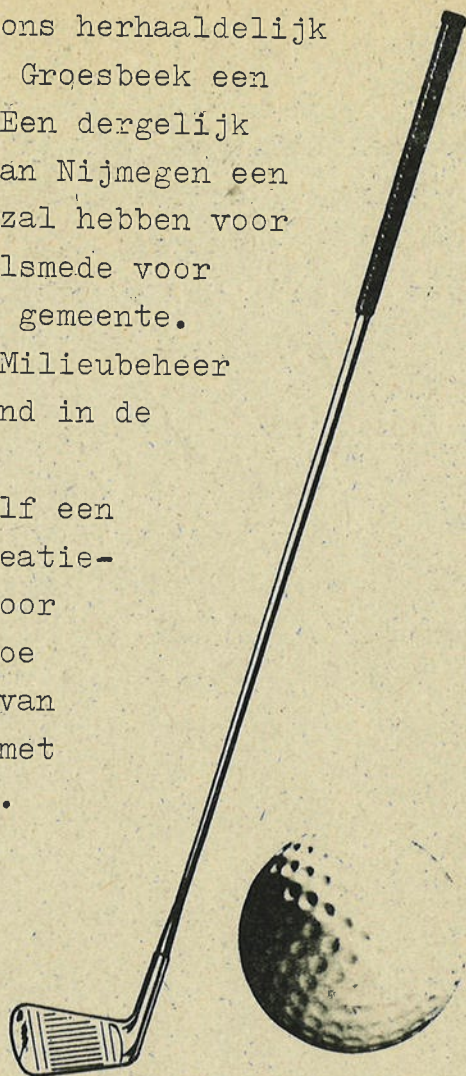 ons herhaaldelijk
Groesbeek een
Een dergelijk
an Nijmegen een
zal hebben voor
lsmede voor
gemeente.
Milieubeheer
nd in de
lf een
eatie-
oor
oe
van
met
.